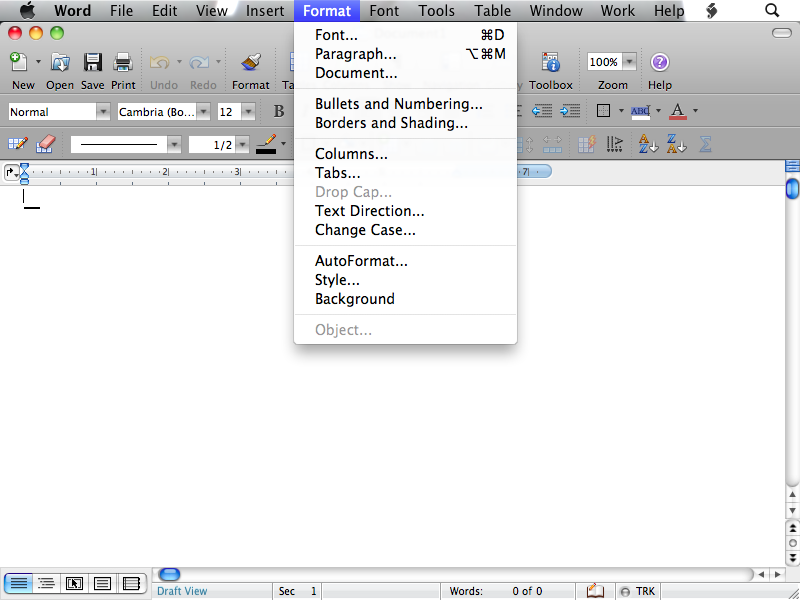 Word File Edit View Insert Format Font Tools Table Window Work Help
Font... ⌘D
Paragraph... ⌥⌘M
Document...
New Open Save Print Undo Redo Format Toolbox Zoom Help
100%
Bullets and Numbering...
Borders and Shading...
Normal Cambria (Bo... 12 B ABC A
1/2 A Z Z A Σ
Columns...
Tabs...
Drop Cap...
Text Direction...
Change Case...
1 2 3 7
AutoFormat...
Style...
Background
Object...
Draft View Sec 1 Words: 0 of 0 TRK